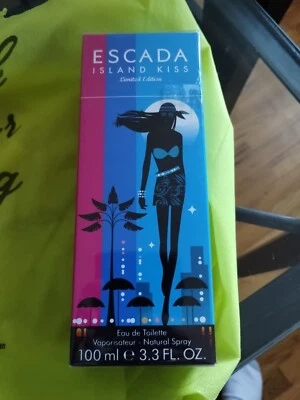 ESCADA
ISLAND KISS
Limited Edition
Eau de Toilette
Vaporisateur - Natural Spray
100 ml e 3.3 FL. OZ.